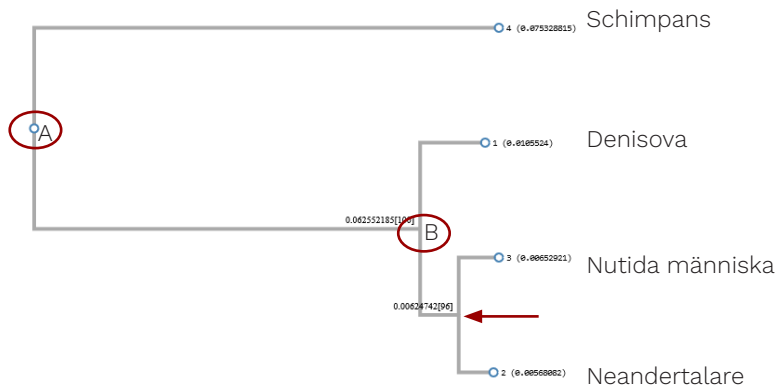 4 (0.075328815) Schimpans
A
1 (0.0105524) Denisova
0.062552185[100]
B
3 (0.00652921) Nutida människa
0.00624742[96]
2 (0.00568082) Neandertalare